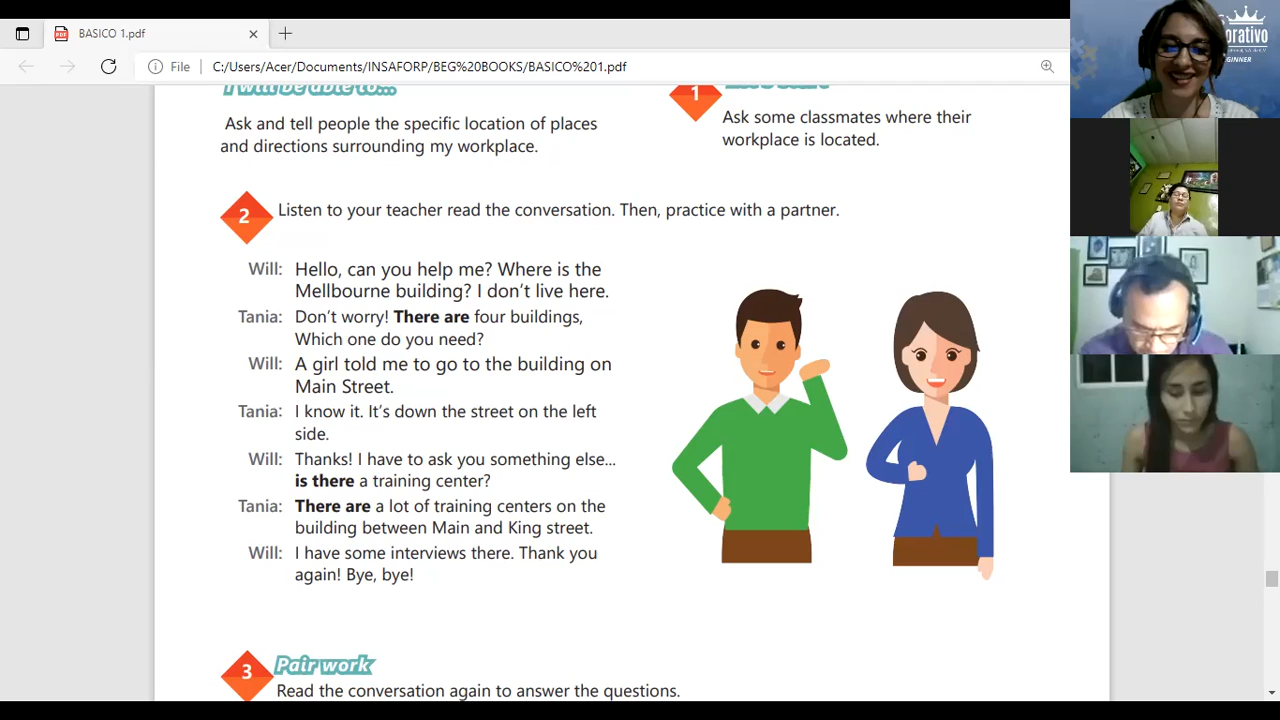 BASICO 1.pdf
File C:/Users/Acer/Documents/INSAFORP/BEG%20BOOKS/BASICO%201.pdf
I will be able to...
Ask and tell people the specific location of places
and directions surrounding my workplace.
1
Ask some classmates where their
workplace is located.
2 Listen to your teacher read the conversation. Then, practice with a partner.
Will: Hello, can you help me? Where is the
Mellbourne building? I don't live here.
Tania: Don't worry! There are four buildings,
Which one do you need?
Will: A girl told me to go to the building on
Main Street.
Tania: I know it. It's down the street on the left
side.
Will: Thanks! I have to ask you something else...
is there a training center?
Tania: There are a lot of training centers on the
building between Main and King street.
Will: I have some interviews there. Thank you
again! Bye, bye!
3 Pair work
Read the conversation again to answer the questions.